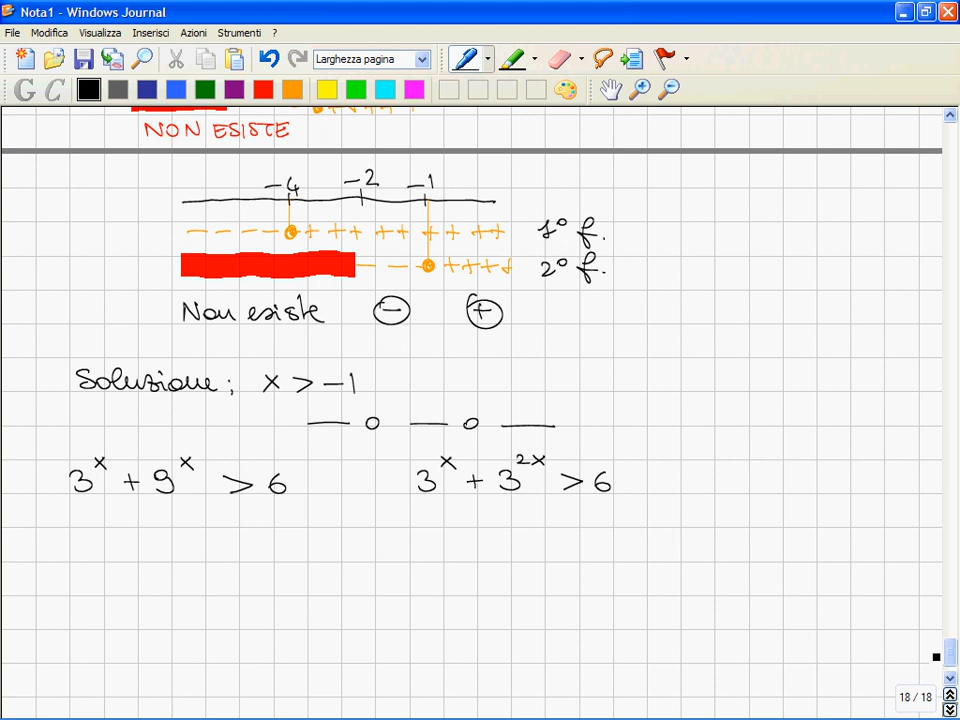 Nota1 - Windows Journal
File Modifica Visualizza Inserisci Azioni Strumenti ?
Larghezza pagina
G C
NON ESISTE
-4 -2 -1
- - - - + + + + + + + + + 1° f.
- - - + + + + 2° f.
Non esiste - +
Soluzione; x > -1
— o — o —
3^x + 9^x > 6 3^x + 3^2x > 6
18 / 18